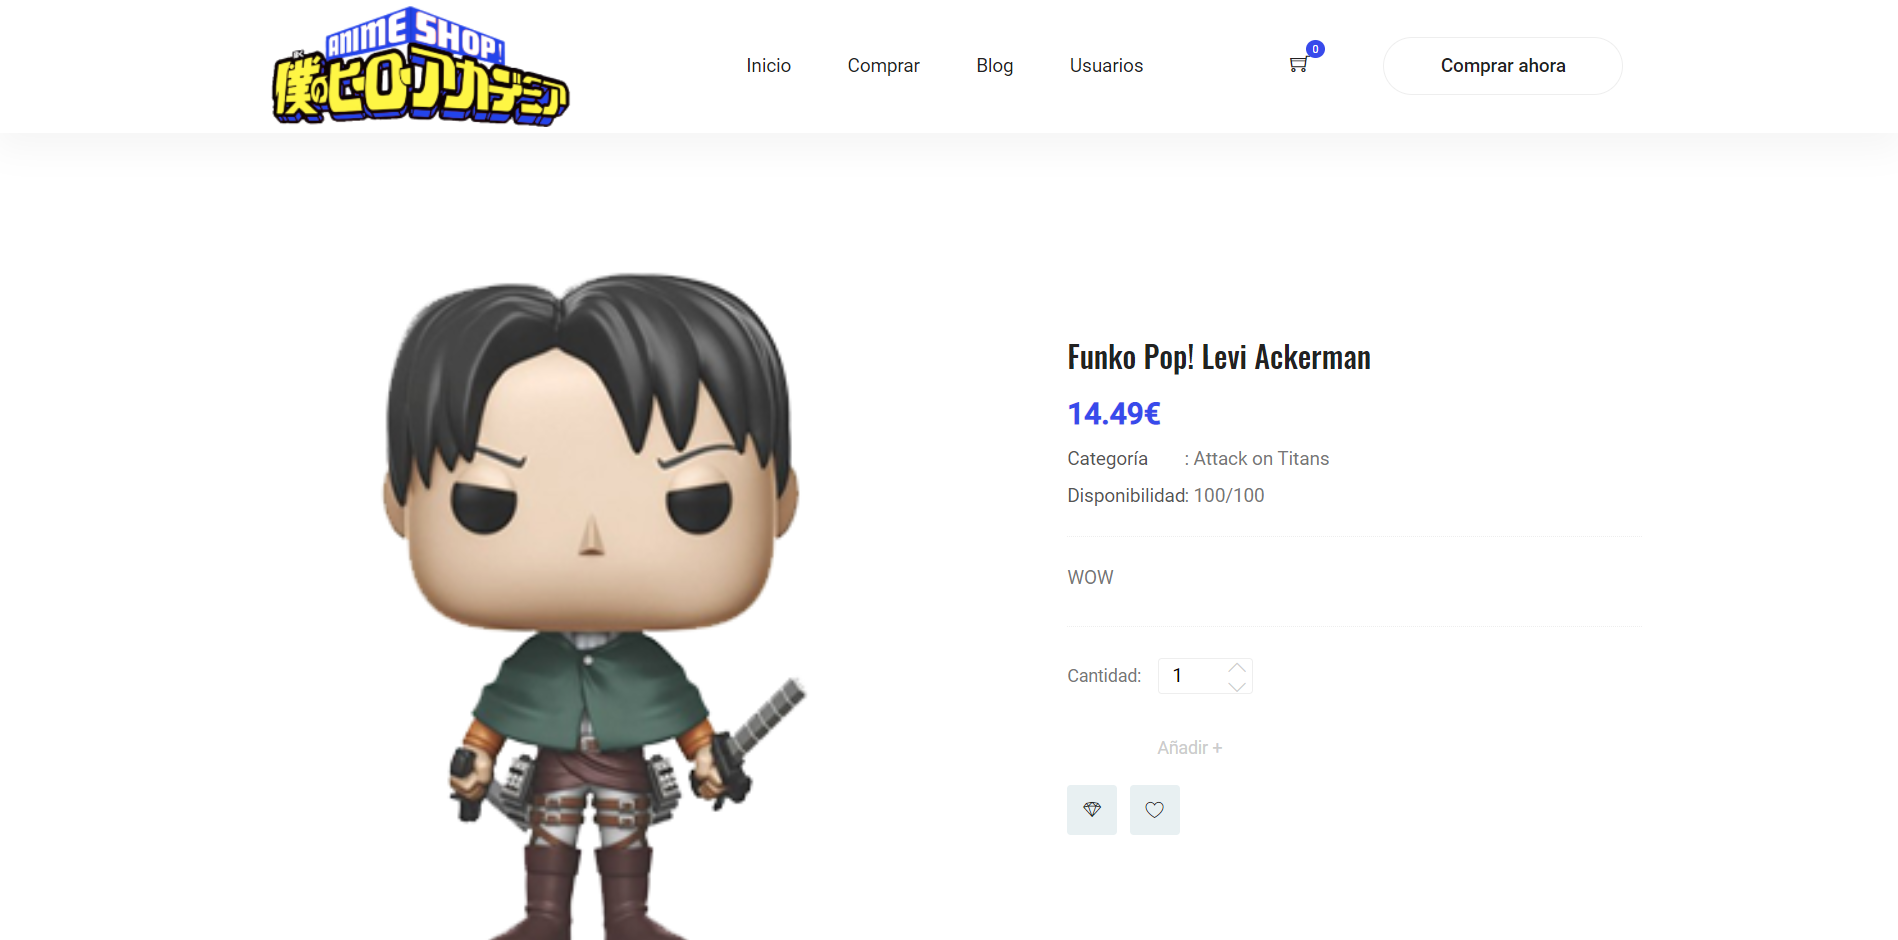 ANIME SHOP!
僕のヒーローアカデミア
Inicio
Comprar
Blog
Usuarios
0
Comprar ahora
Funko Pop! Levi Ackerman
14.49€
Categoría : Attack on Titans
Disponibilidad: 100/100
WOW
Cantidad: 1
Añadir +